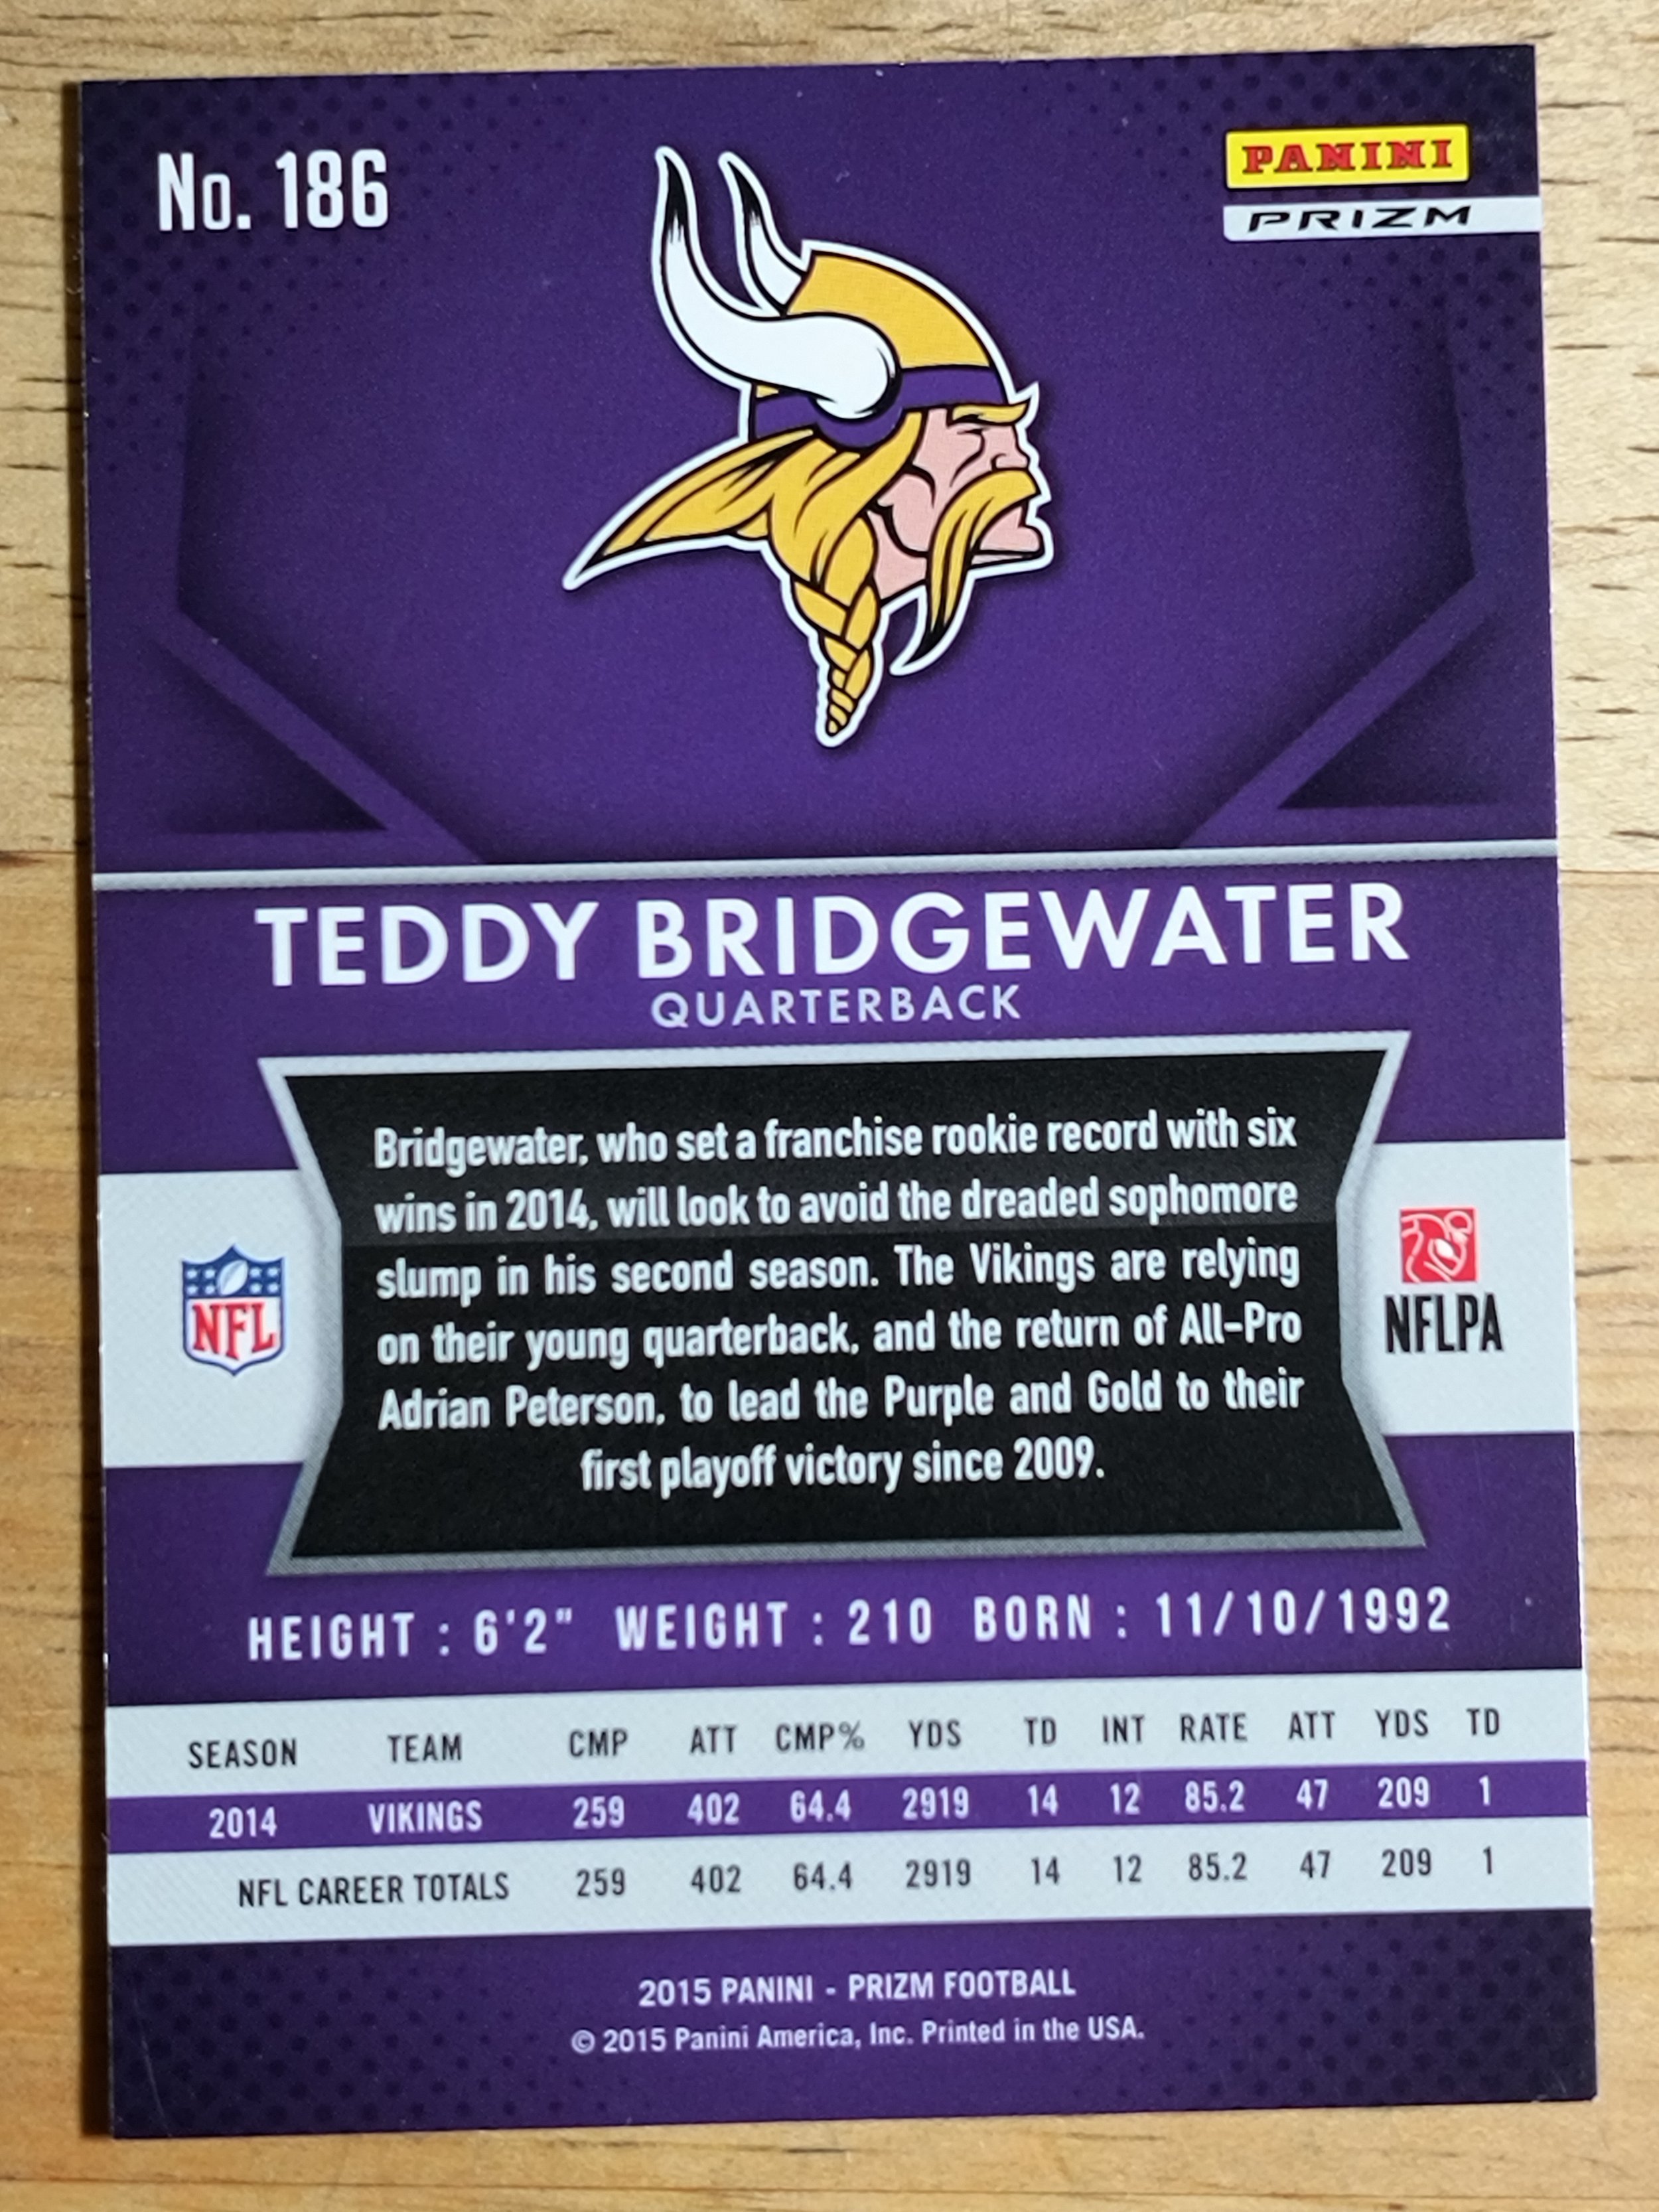 No. 186
PANINI
PRIZM
TEDDY BRIDGEWATER
QUARTERBACK
Bridgewater, who set a franchise rookie record with six
wins in 2014, will look to avoid the dreaded sophomore
slump in his second season. The Vikings are relying
on their young quarterback, and the return of All-Pro
Adrian Peterson, to lead the Purple and Gold to their
first playoff victory since 2009.
NFL
NFLPA
HEIGHT : 6'2" WEIGHT : 210 BORN : 11/10/1992
SEASON TEAM CMP ATT CMP% YDS TD INT RATE ATT YDS TD
2014 VIKINGS 259 402 64.4 2919 14 12 85.2 47 209 1
NFL CAREER TOTALS 259 402 64.4 2919 14 12 85.2 47 209 1
2015 PANINI - PRIZM FOOTBALL
© 2015 Panini America, Inc. Printed in the USA.